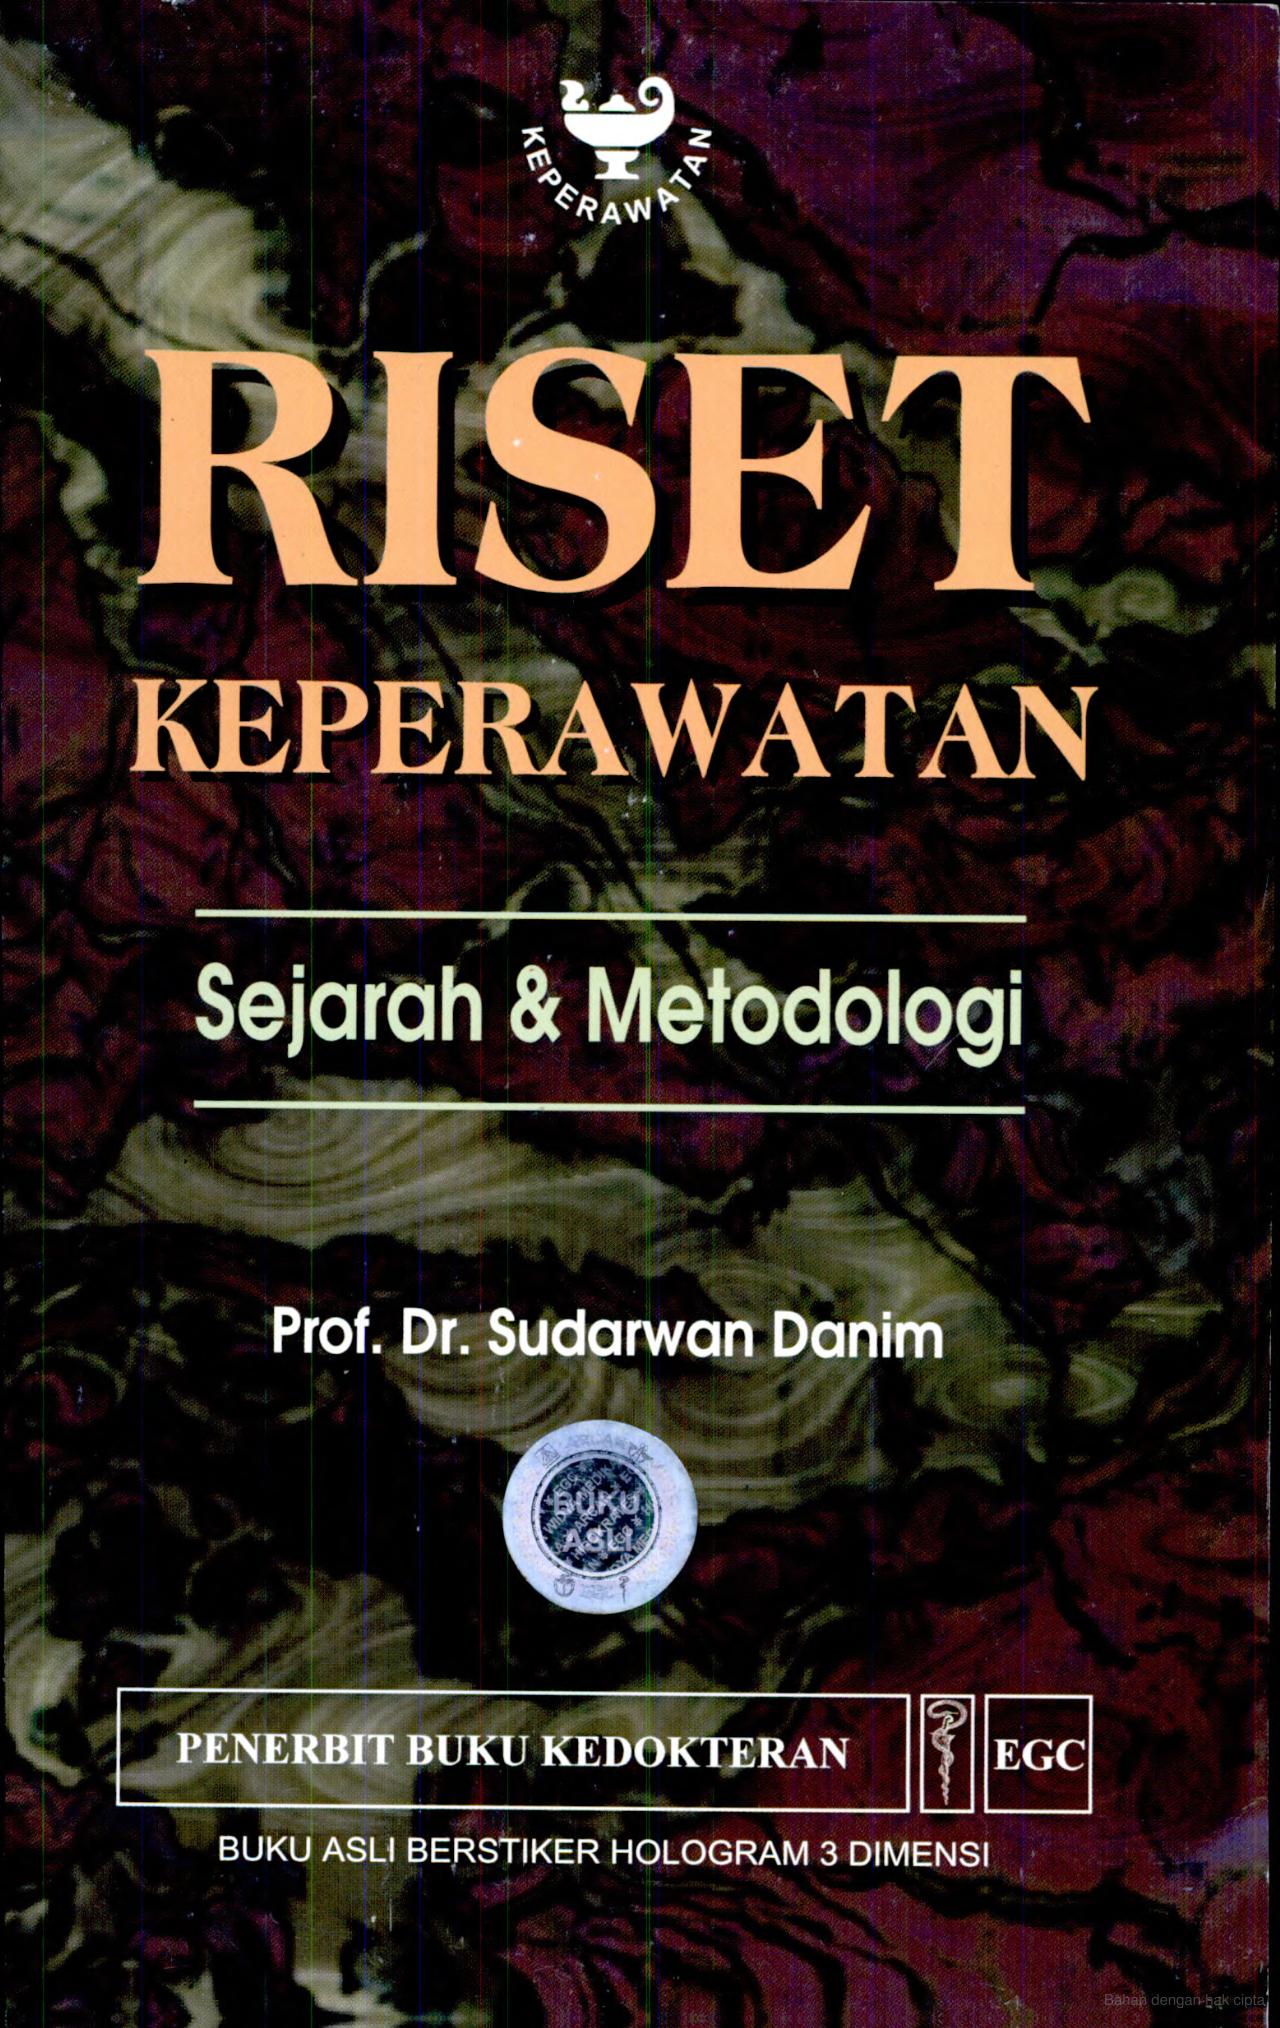 KEPERAWATAN
RISET
KEPERAWATAN
Sejarah & Metodologi
Prof. Dr. Sudarwan Danim
BUKU
ASLI
PENERBIT BUKU KEDOKTERAN
EGC
BUKU ASLI BERSTIKER HOLOGRAM 3 DIMENSI
Bahan dengan hak cipta